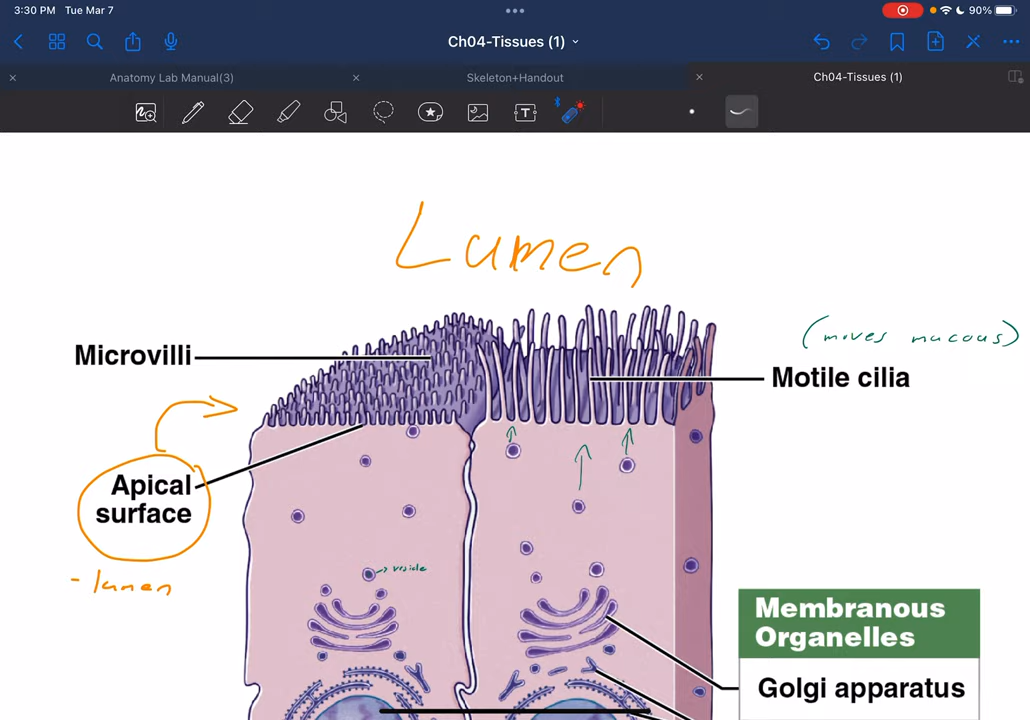 3:30 PM Tue Mar 7
90%
Ch04-Tissues (1)
Anatomy Lab Manual(3)
Skeleton+Handout
Ch04-Tissues (1)
T
Lumen
(moves mucous)
Microvilli
Motile cilia
Apical
surface
- lumen
→ vesicle
Membranous
Organelles
Golgi apparatus